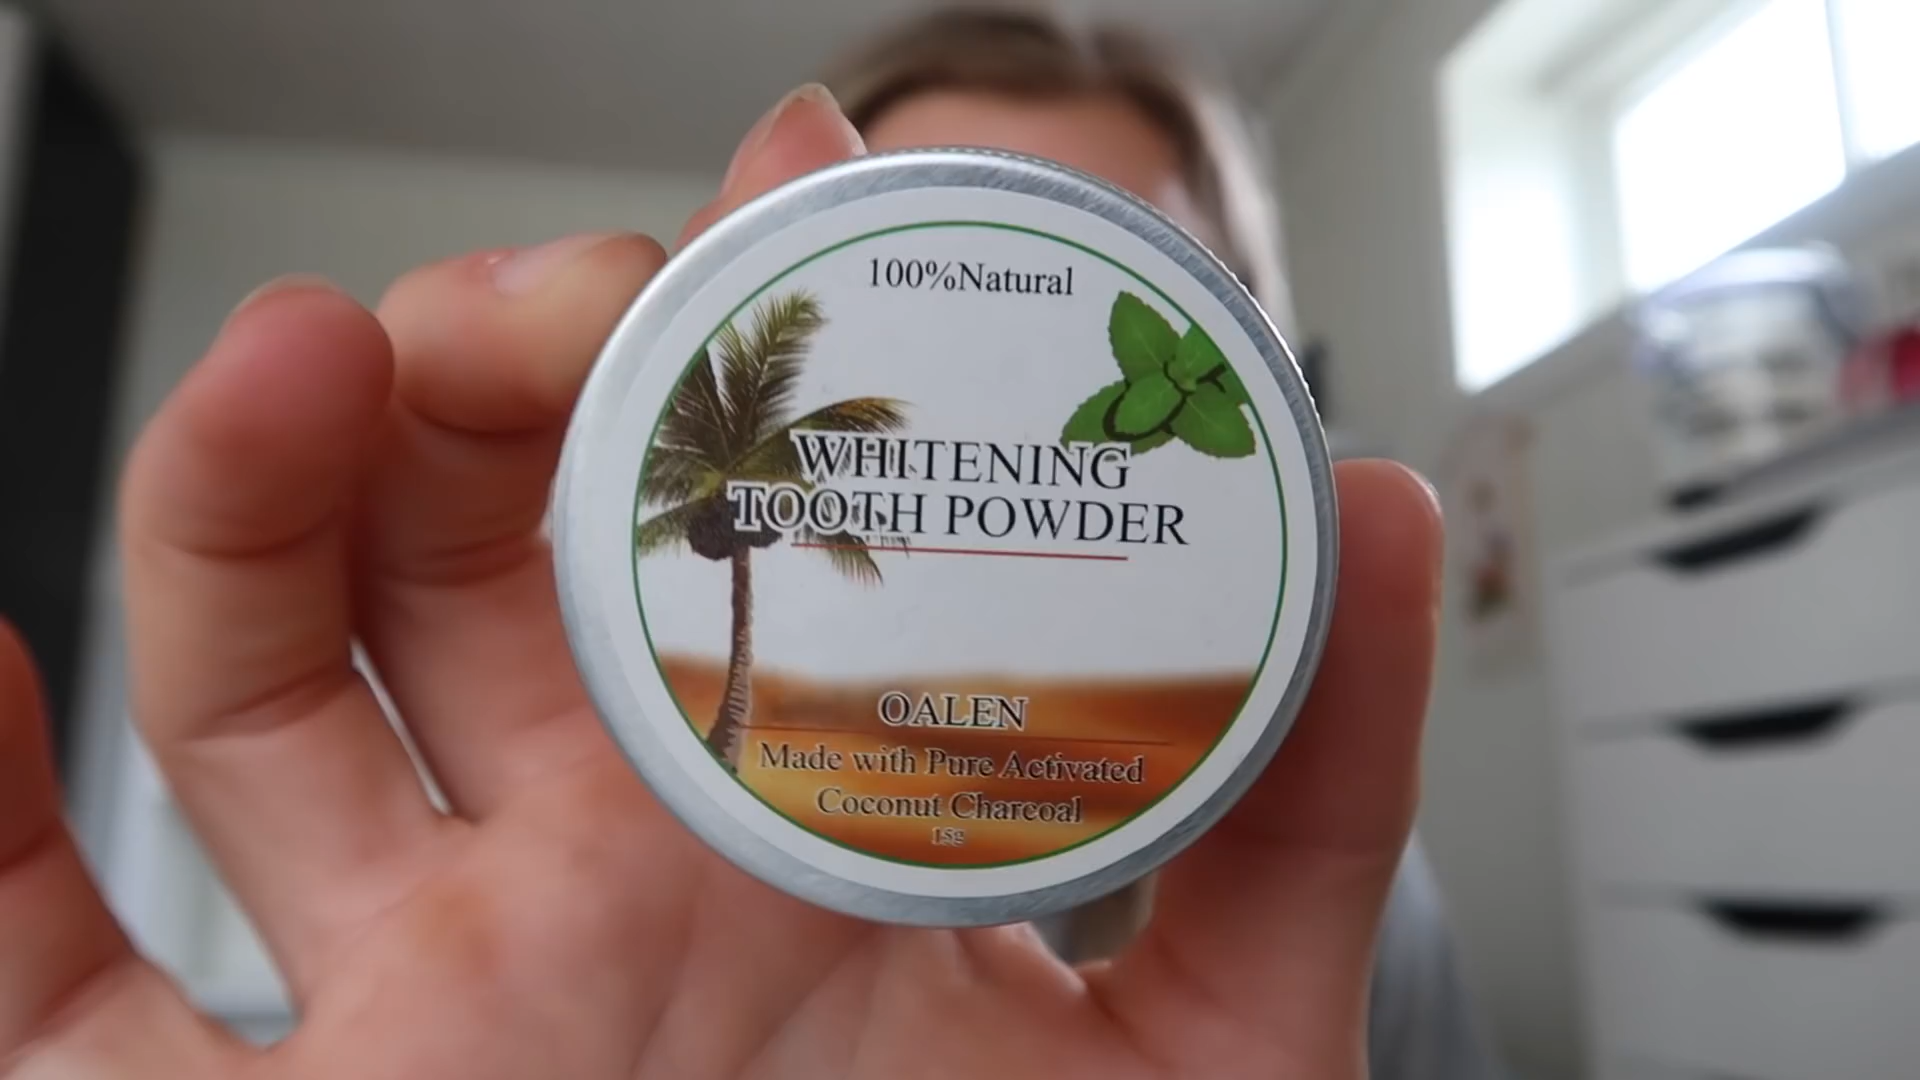 100%Natural
WHITENING
TOOTH POWDER
OALEN
Made with Pure Activated
Coconut Charcoal
15g